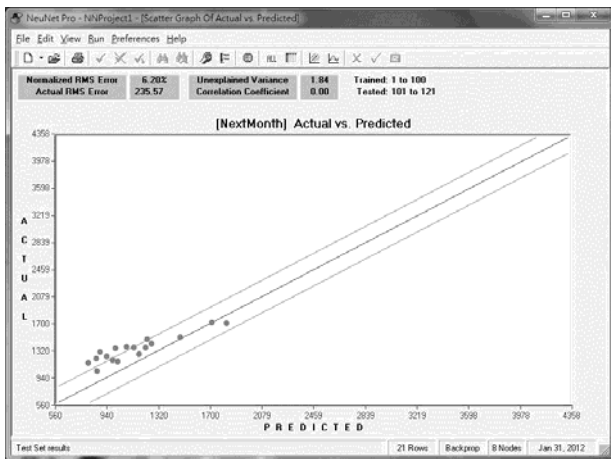 NeuNet Pro - NNProject1 - [Scatter Graph Of Actual vs. Predicted]
File Edit View Run Preferences Help
Normalized RMS Error 6.20% Unexplained Variance 1.84 Trained: 1 to 100
Actual RMS Error 235.57 Correlation Coefficient 0.00 Tested: 101 to 121
[NextMonth] Actual vs. Predicted
4358
3978
3598
3219
2839
2459
2079
1700
1320
940
560
ACTUAL
560 940 1320 1700 2079 2459 2839 3219 3598 3978 4358
PREDICTED
Test Set results 21 Rows Backprop 8 Nodes Jan 31, 2012